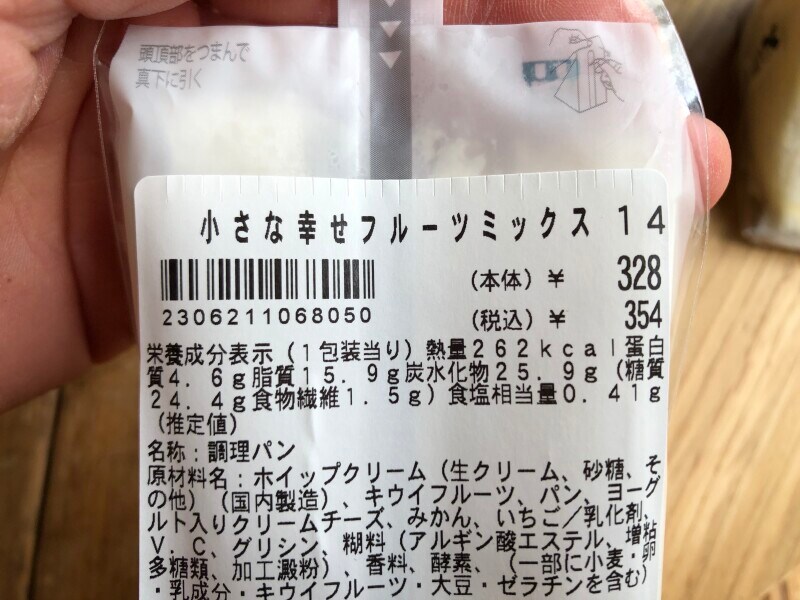 頭頂部をつまんで
真下に引く
小さな幸せフルーツミックス 14
(本体) ¥ 328
2306211068050
(税込) ¥ 354
栄養成分表示(1包装当り)熱量262kcal蛋白
質4.6g脂質15.9g炭水化物25.9g(糖質
24.4g食物繊維1.5g)食塩相当量0.41g
(推定値)
名称:調理パン
原材料名:ホイップクリーム(生クリーム、砂糖、そ
の他)(国内製造)、キウイフルーツ、パン、ヨーグ
ルト入りクリームチーズ、みかん、いちご/乳化剤、
V.C、グリシン、糊料(アルギン酸エステル、増粘
多糖類、加工澱粉)、香料、酵素、(一部に小麦・卵
・乳成分・キウイフルーツ・大豆・ゼラチンを含む)